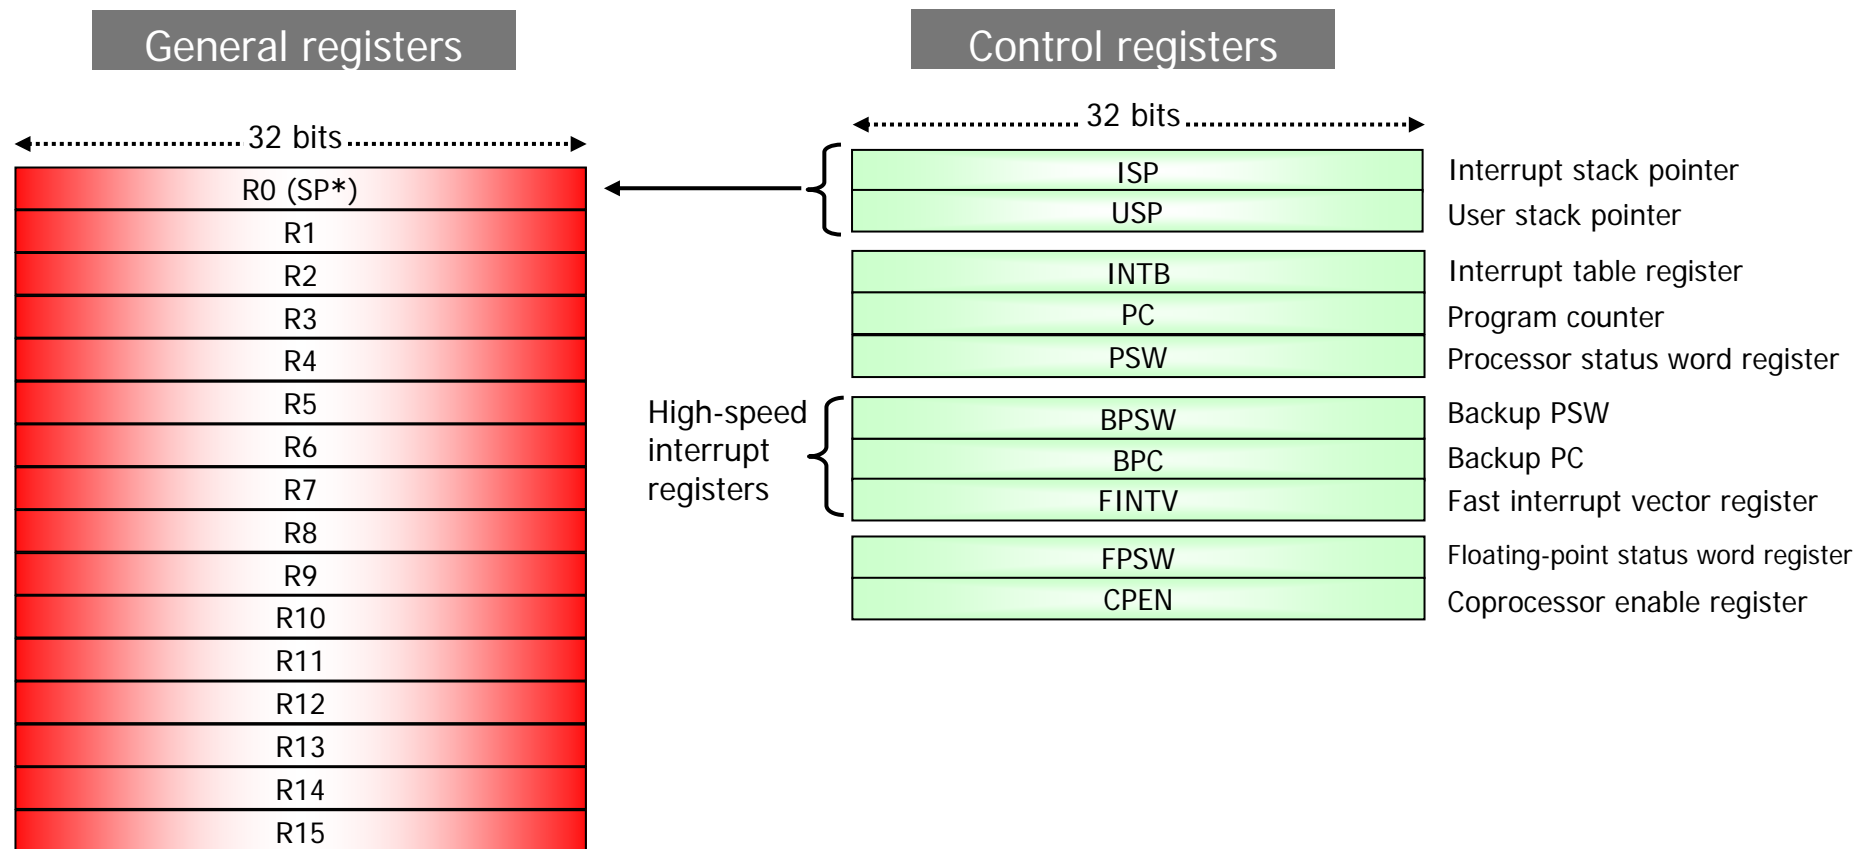 General registers
32 bits
R0 (SP*)
R1
R2
R3
R4
R5
R6
R7
R8
R9
R10
R11
R12
R13
R14
R15
Control registers
32 bits
ISP Interrupt stack pointer
USP User stack pointer
INTB Interrupt table register
PC Program counter
PSW Processor status word register
High-speed
interrupt
registers
BPSW Backup PSW
BPC Backup PC
FINTV Fast interrupt vector register
FPSW Floating-point status word register
CPEN Coprocessor enable register